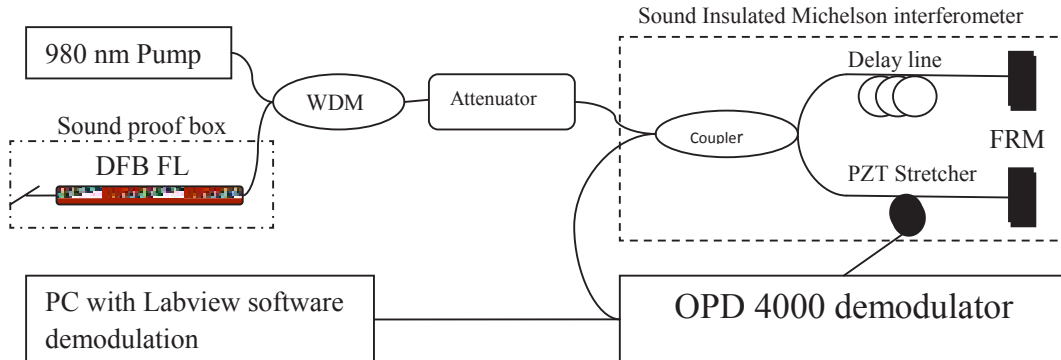 Sound Insulated Michelson interferometer
980 nm Pump
Delay line
WDM
Attenuator
Sound proof box
Coupler
FRM
DFB FL
PZT Stretcher
PC with Labview software
demodulation
OPD 4000 demodulator